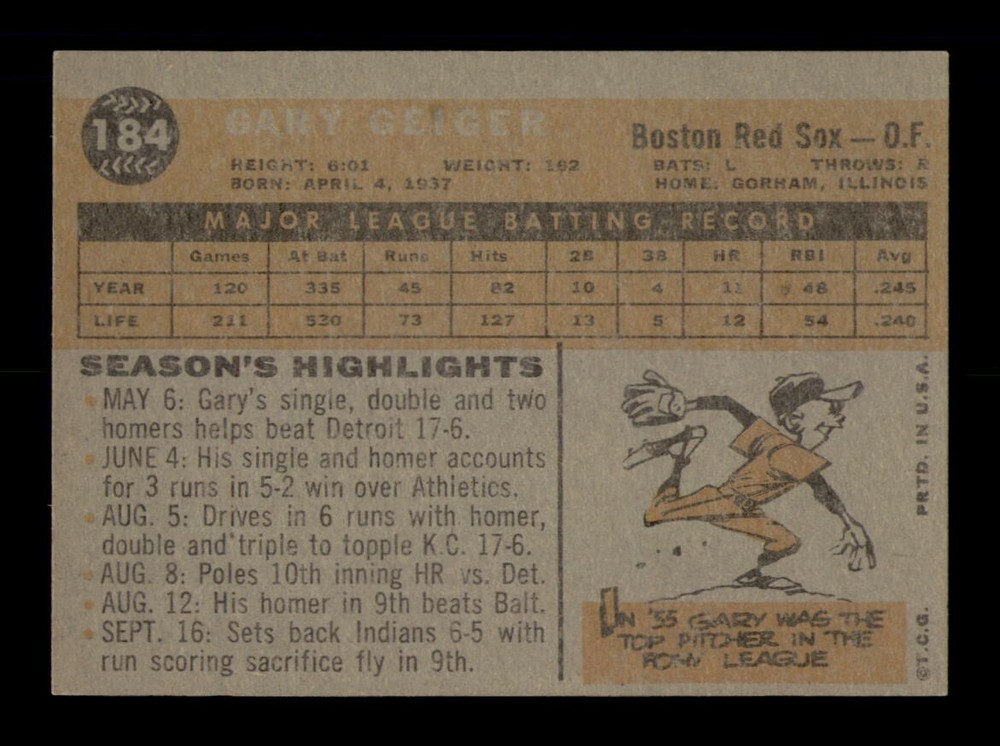 184
GARY GEIGER
Boston Red Sox — O.F.
HEIGHT: 6:01 WEIGHT: 162 BATS: L THROWS: R
BORN: APRIL 4, 1937 HOME: GORHAM, ILLINOIS
MAJOR LEAGUE BATTING RECORD
Games At Bat Runs Hits 2B 3B HR RBI Avg
YEAR 120 335 45 82 10 4 11 48 .245
LIFE 211 530 73 127 13 5 12 54 .240
SEASON'S HIGHLIGHTS
• MAY 6: Gary's single, double and two
homers helps beat Detroit 17-6.
• JUNE 4: His single and homer accounts
for 3 runs in 5-2 win over Athletics.
• AUG. 5: Drives in 6 runs with homer,
double and triple to topple K.C. 17-6.
• AUG. 8: Poles 10th inning HR vs. Det.
• AUG. 12: His homer in 9th beats Balt.
• SEPT. 16: Sets back Indians 6-5 with
run scoring sacrifice fly in 9th.
IN '55 GARY WAS THE
TOP PITCHER IN THE
PONY LEAGUE
©T.C.G. PRTD. IN U.S.A.